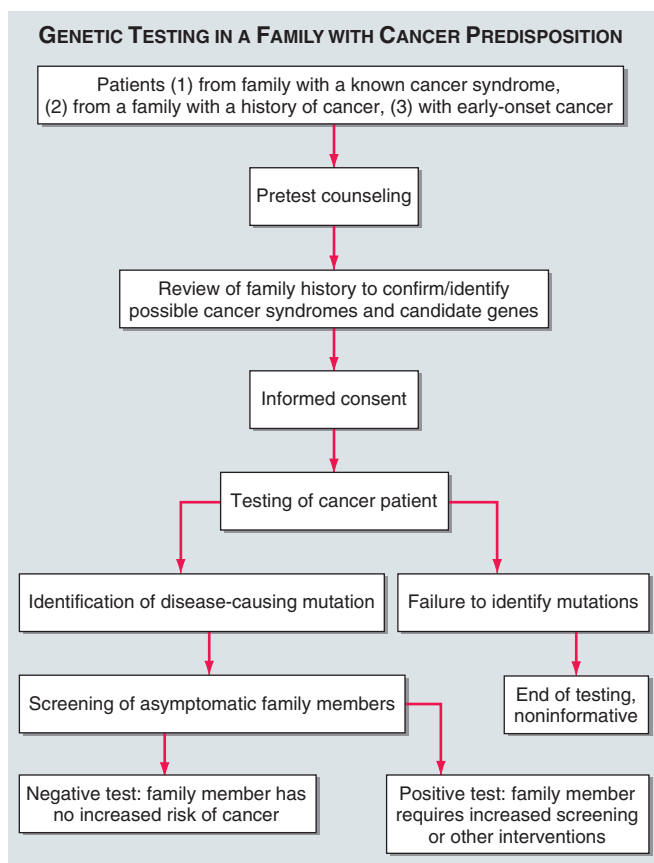 GENETIC TESTING IN A FAMILY WITH CANCER PREDISPOSITION
Patients (1) from family with a known cancer syndrome,
(2) from a family with a history of cancer, (3) with early-onset cancer
Pretest counseling
Review of family history to confirm/identify
possible cancer syndromes and candidate genes
Informed consent
Testing of cancer patient
Identification of disease-causing mutation
Failure to identify mutations
Screening of asymptomatic family members
End of testing,
noninformative
Negative test: family member has
no increased risk of cancer
Positive test: family member
requires increased screening
or other interventions